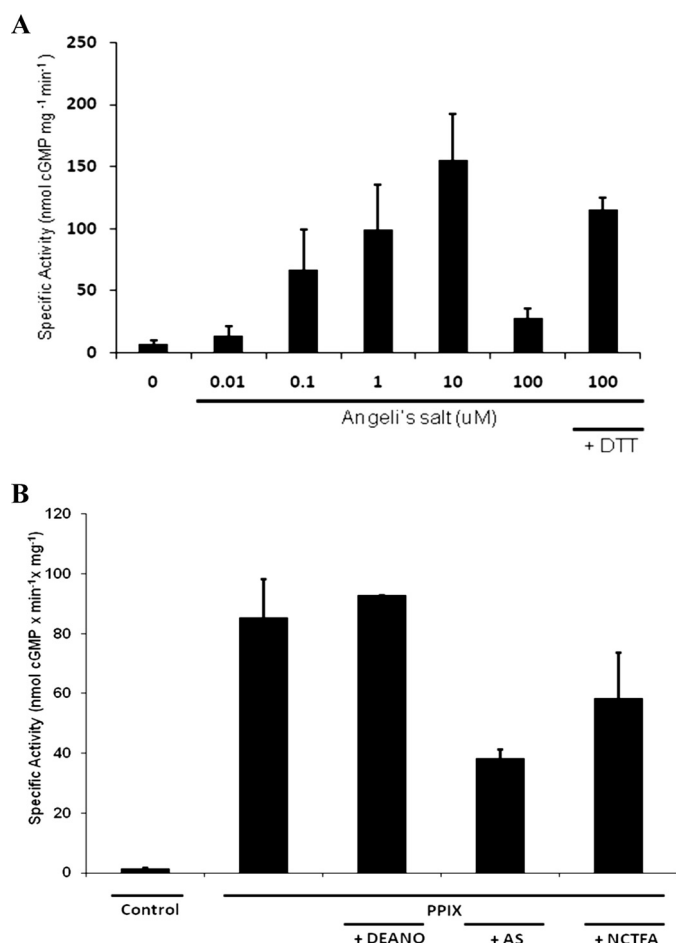 A
Specific Activity (nmol cGMP mg⁻¹ min⁻¹)
250
200
150
100
50
0
0 0.01 0.1 1 10 100 100
Angeli's salt (uM)
+ DTT
B
Specific Activity (nmol cGMP x min⁻¹x mg⁻¹)
120
100
80
60
40
20
0
Control PPIX
+ DEANO + AS + NCTFA